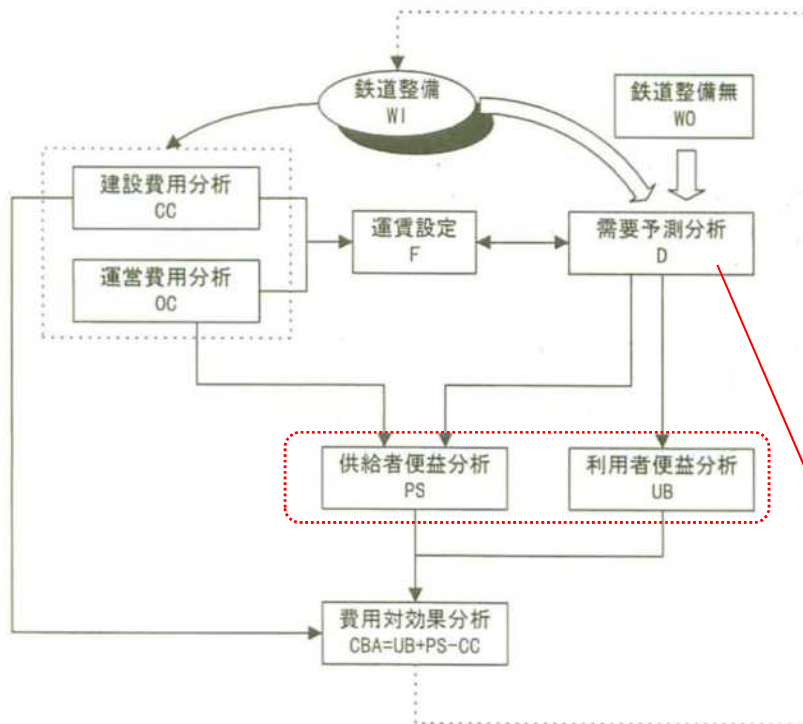 鉄道整備
WI
鉄道整備無
WO
建設費用分析
CC
運賃設定
F
需要予測分析
D
運営費用分析
OC
供給者便益分析
PS
利用者便益分析
UB
費用対効果分析
CBA=UB+PS-CC